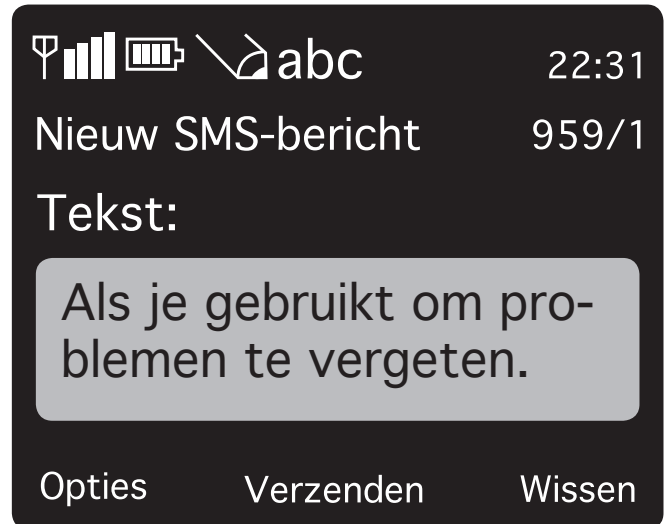 abc 22:31
Nieuw SMS-bericht 959/1
Tekst:
Als je gebruikt om pro-
blemen te vergeten.
Opties Verzenden Wissen